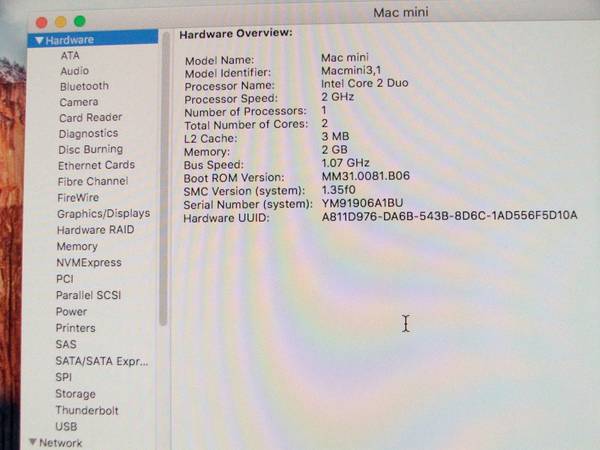 Mac mini
Hardware
ATA
Audio
Bluetooth
Camera
Card Reader
Diagnostics
Disc Burning
Ethernet Cards
Fibre Channel
FireWire
Graphics/Displays
Hardware RAID
Memory
NVMExpress
PCI
Parallel SCSI
Power
Printers
SAS
SATA/SATA Expr...
SPI
Storage
Thunderbolt
USB
Network
Hardware Overview:
Model Name: Mac mini
Model Identifier: Macmini3,1
Processor Name: Intel Core 2 Duo
Processor Speed: 2 GHz
Number of Processors: 1
Total Number of Cores: 2
L2 Cache: 3 MB
Memory: 2 GB
Bus Speed: 1.07 GHz
Boot ROM Version: MM31.0081.B06
SMC Version (system): 1.35f0
Serial Number (system): YM91906A1BU
Hardware UUID: A811D976-DA6B-543B-8D6C-1AD556F5D10A